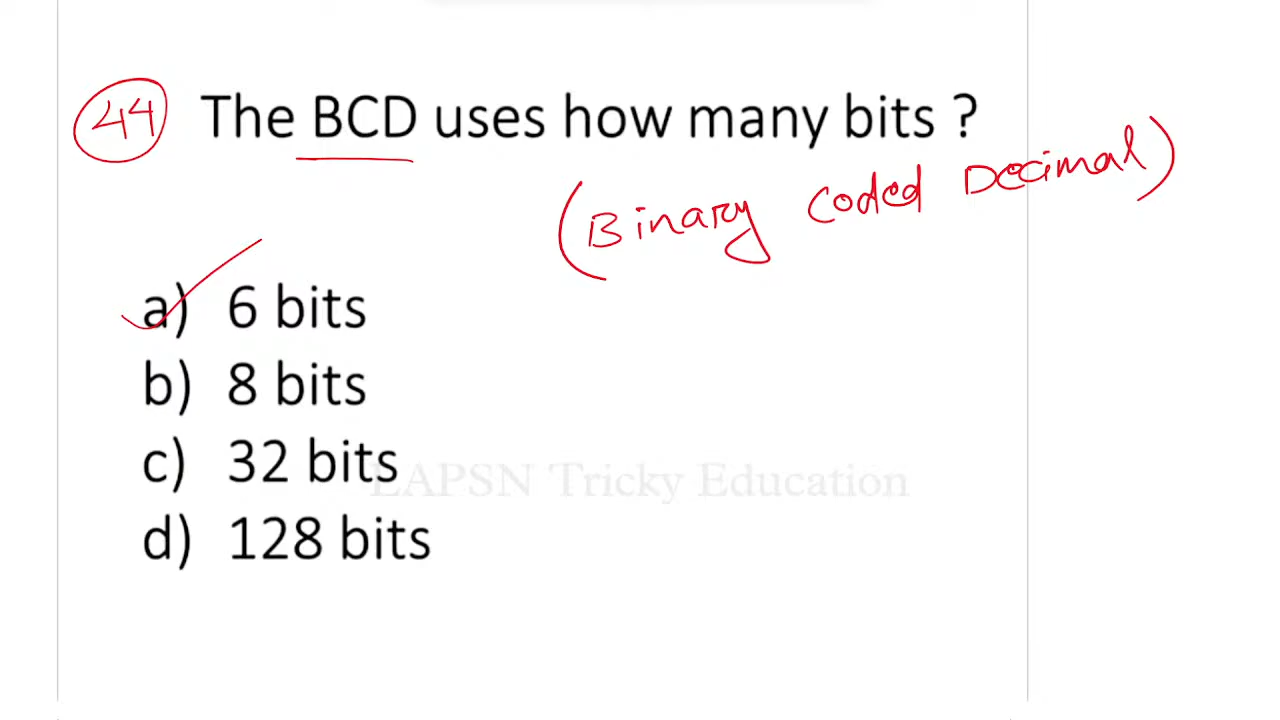 44 The BCD uses how many bits ?
(Binary Coded Decimal)
a) 6 bits
b) 8 bits
c) 32 bits
LAPSN Tricky Education
d) 128 bits